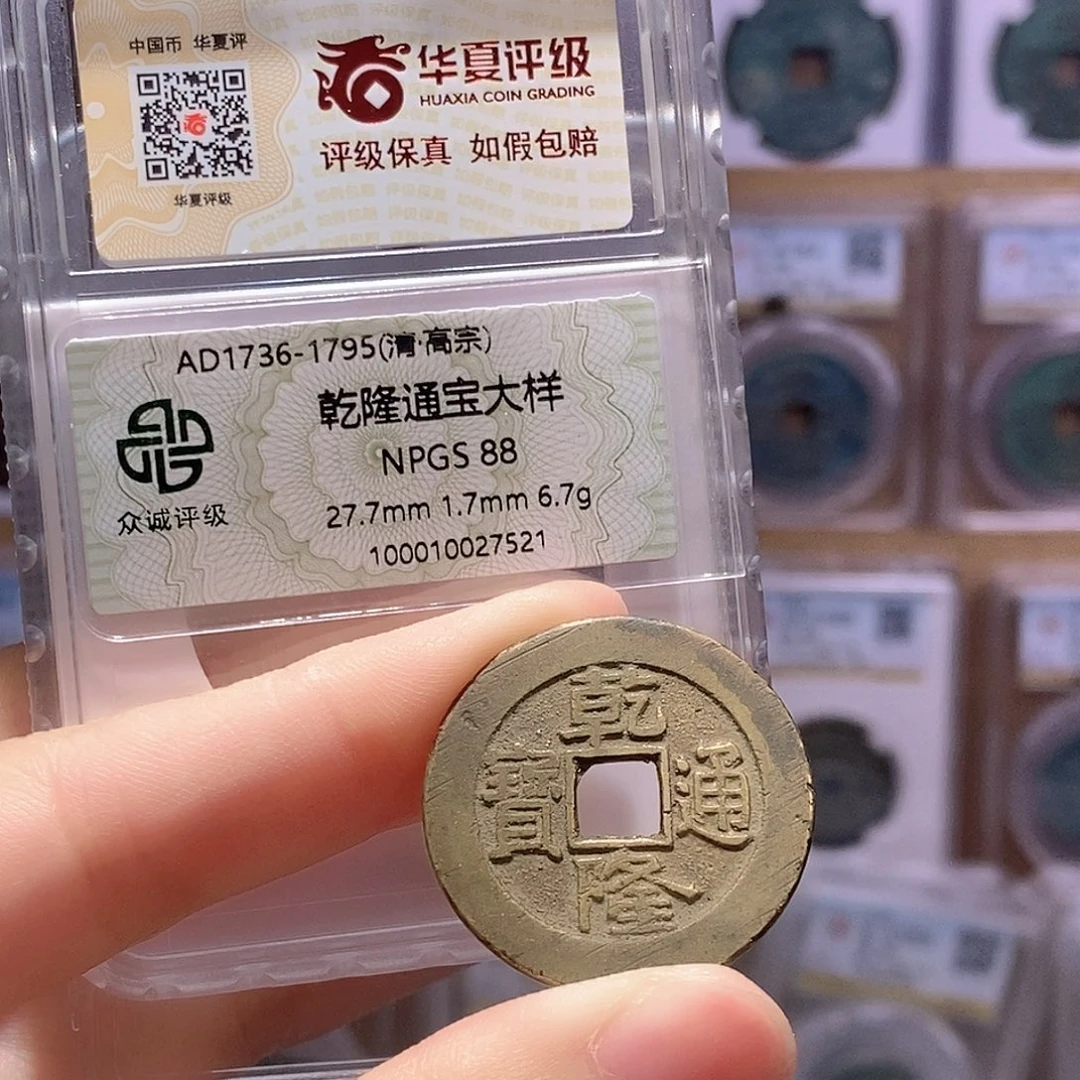 中国币 华夏评
华夏评级
华夏评级
HUAXIA COIN GRADING
评级保真 如假包赔
AD1736-1795(清·高宗)
乾隆通宝大样
NPGS 88
27.7mm 1.7mm 6.7g
100010027521
众诚评级
乾
寶 通
隆